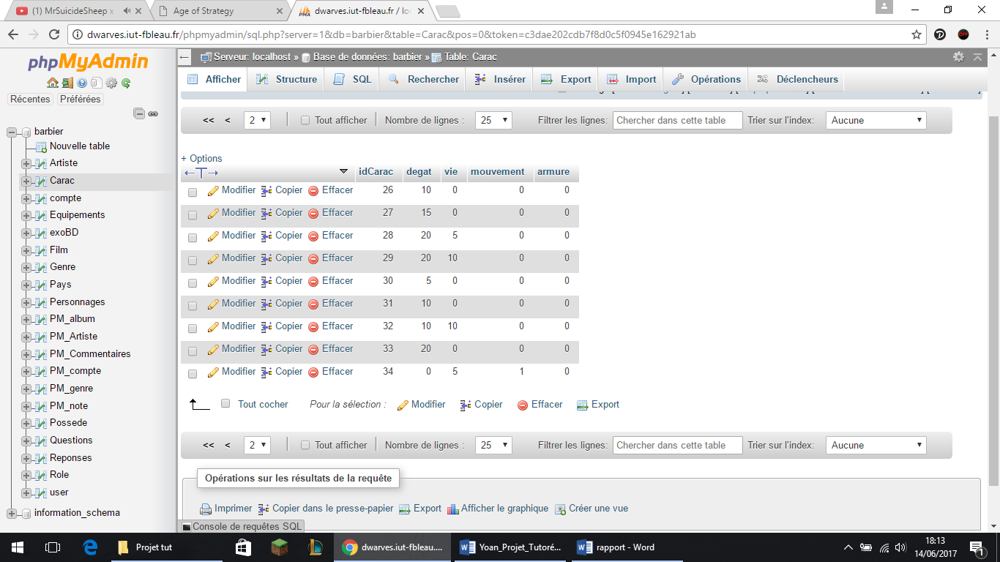 (1) MrSuicideSheep
Age of Strategy
dwarves.iut-fbleau.fr / lo
dwarves.iut-fbleau.fr/phpmyadmin/sql.php?server=1&db=barbier&table=Carac&pos=0&token=c3dae202cdb7f8d0c5f0945e162921ab
phpMyAdmin
Récentes Préférées
barbier
Nouvelle table
Artiste
Carac
compte
Equipements
exoBD
Film
Genre
Pays
Personnages
PM_album
PM_Artiste
PM_Commentaires
PM_compte
PM_genre
PM_note
Possede
Questions
Reponses
Role
user
information_schema
Serveur: localhost » Base de données: barbier » Table: Carac
Afficher Structure SQL Rechercher Insérer Export Import Opérations Déclencheurs
<< < 2 Tout afficher Nombre de lignes : 25 Filtrer les lignes: Chercher dans cette table Trier sur l'index: Aucune
+ Options
idCarac degat vie mouvement armure
Modifier Copier Effacer 26 10 0 0 0
Modifier Copier Effacer 27 15 0 0 0
Modifier Copier Effacer 28 20 5 0 0
Modifier Copier Effacer 29 20 10 0 0
Modifier Copier Effacer 30 5 0 0 0
Modifier Copier Effacer 31 10 0 0 0
Modifier Copier Effacer 32 10 10 0 0
Modifier Copier Effacer 33 20 0 0 0
Modifier Copier Effacer 34 0 5 1 0
Tout cocher Pour la sélection : Modifier Copier Effacer Export
<< < 2 Tout afficher Nombre de lignes : 25 Filtrer les lignes: Chercher dans cette table Trier sur l'index: Aucune
Opérations sur les résultats de la requête
Imprimer Copier dans le presse-papier Export Afficher le graphique Créer une vue
Console de requêtes SQL
Projet tut
dwarves.iut-fbleau....
Yoan_Projet_Tutoré...
rapport - Word
18:13
14/06/2017
1